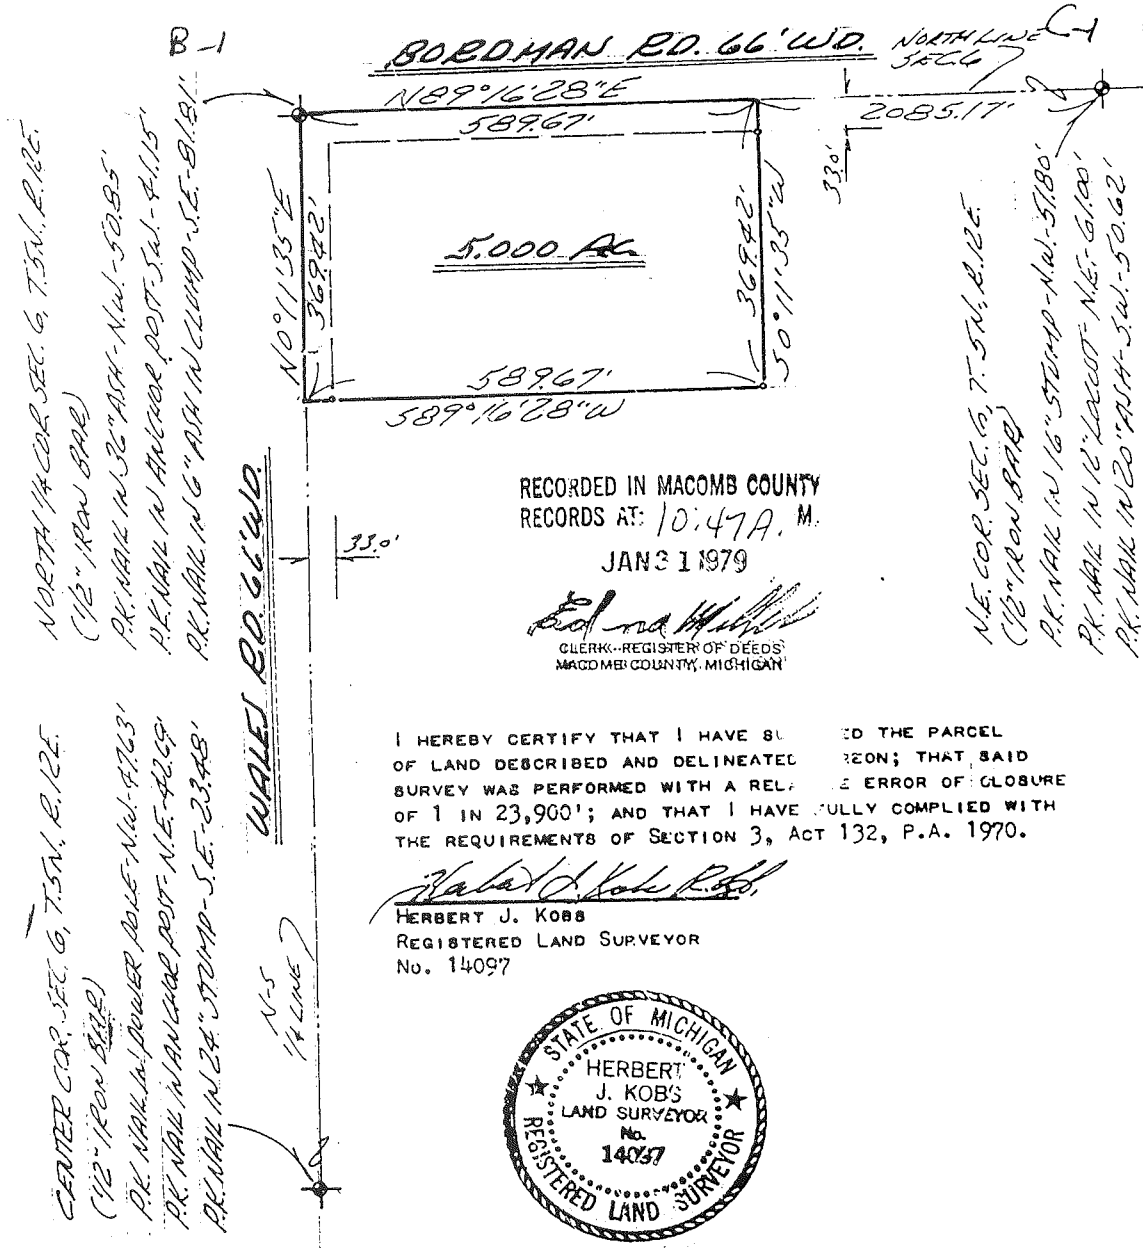 B-1
BORDMAN RD. 66' WD.
NORTH LINE
SEC. 6
C-1
N89°16'28"E
589.67'
2085.17'
33.0'
N0°11'35"E
369.42'
5.000 AC.
369.42'
S0°11'35"W
589.67'
S89°16'28"W
NORTH 1/4 COR. SEC. 6, T.5N., R.12E.
(1/2" IRON BAR)
P.K. NAIL IN 36" ASH - N.W. - 50.85'
P.K. NAIL IN ANCHOR POST - S.W. - 41.15'
P.K. NAIL IN 6" ASH IN CLUMP - S.E. - 81.81'
N.E. COR. SEC. 6, T.5N., R.12E.
(1/2" IRON BAR)
P.K. NAIL IN 16" STUMP - N.W. - 51.80'
P.K. NAIL IN 12" LOCUST - N.E. - 61.00'
P.K. NAIL IN 20" ASH - S.W. - 50.62'
WALES RD. 66' WD.
33.0'
RECORDED IN MACOMB COUNTY
RECORDS AT: 10:47 A. M.
JAN 31 1979
CLERK--REGISTER OF DEEDS
MACOMB COUNTY, MICHIGAN
I HEREBY CERTIFY THAT I HAVE SU ED THE PARCEL
OF LAND DESCRIBED AND DELINEATED REON; THAT SAID
SURVEY WAS PERFORMED WITH A REL E ERROR OF CLOSURE
OF 1 IN 23,900'; AND THAT I HAVE FULLY COMPLIED WITH
THE REQUIREMENTS OF SECTION 3, ACT 132, P.A. 1970.
Herbert J. Kobs R.L.S.
HERBERT J. KOBS
REGISTERED LAND SURVEYOR
No. 14097
CENTER COR. SEC. 6, T.5N., R.12E.
(1/2" IRON BAR)
P.K. NAIL IN POWER POLE - N.W. - 47.63'
P.K. NAIL IN ANCHOR POST - N.E. - 42.69'
P.K. NAIL IN 24" STUMP - S.E. - 23.48'
N-S
1/4 LINE
STATE OF MICHIGAN
HERBERT
J. KOBS
LAND SURVEYOR
No.
14097
REGISTERED LAND SURVEYOR